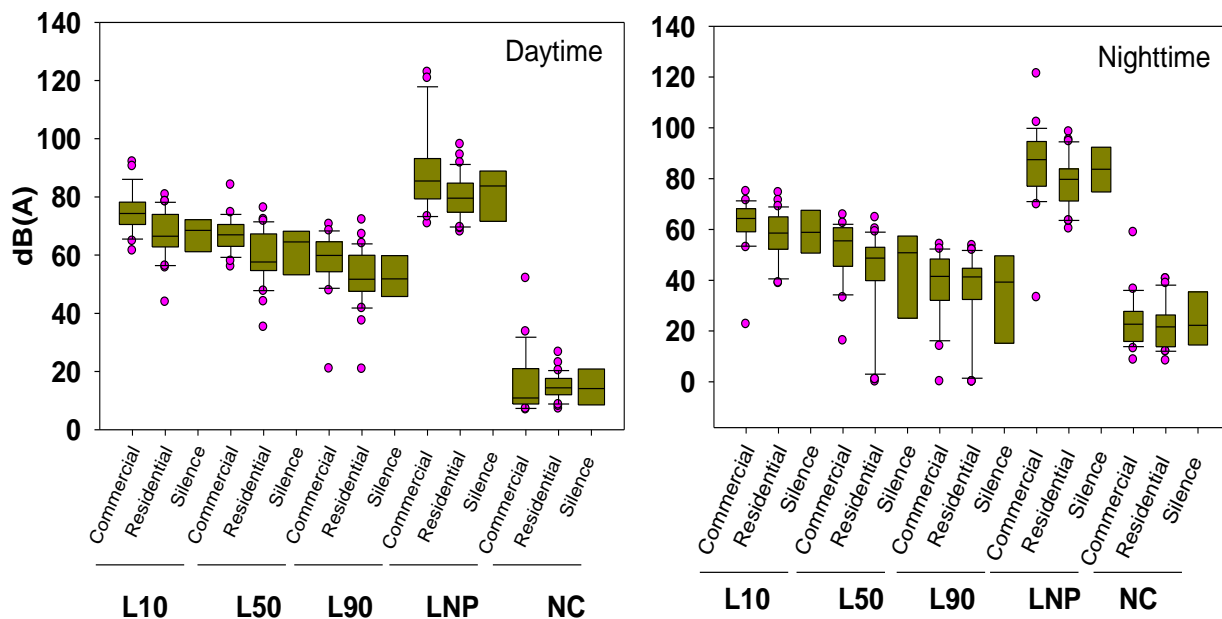 140
120
100
80
60
40
20
0
dB(A)
Daytime
Commercial
Residential
Silence
Commercial
Residential
Silence
Commercial
Residential
Silence
Commercial
Residential
Silence
Commercial
Residential
Silence
L10 L50 L90 LNP NC
140
120
100
80
60
40
20
0
Nighttime
Commercial
Residential
Silence
Commercial
Residential
Silence
Commercial
Residential
Silence
Commercial
Residential
Silence
Commercial
Residential
Silence
L10 L50 L90 LNP NC